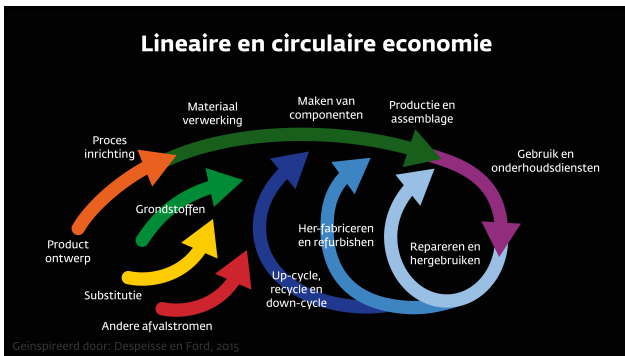 Lineaire en circulaire economie
Materiaal
verwerking
Maken van
componenten
Productie en
assemblage
Proces
inrichting
Gebruik en
onderhoudsdiensten
Grondstoffen
Product
ontwerp
Her-fabriceren
en refurbishen
Repareren en
hergebruiken
Substitutie
Up-cycle,
recycle en
down-cycle
Andere afvalstromen
Geinspireerd door: Despeisse en Ford, 2015